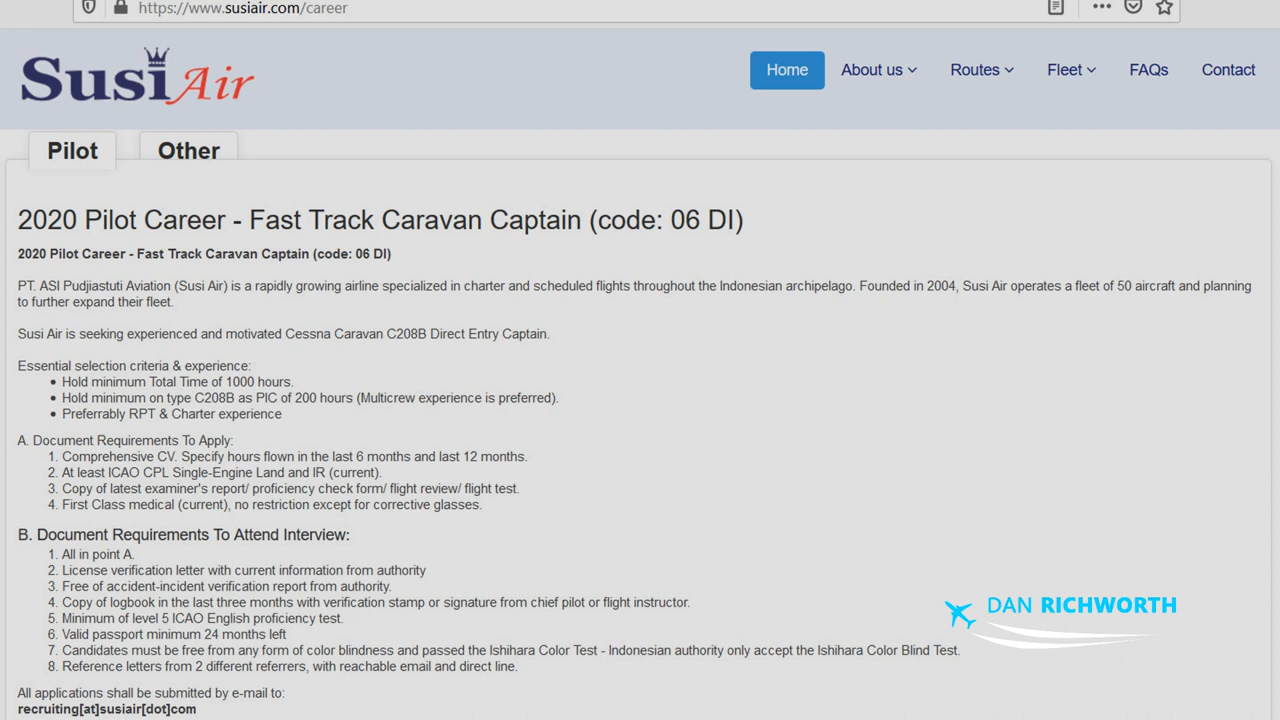 https://www.susiair.com/career
Susi Air
Home
About us
Routes
Fleet
FAQs
Contact
Pilot
Other
2020 Pilot Career - Fast Track Caravan Captain (code: 06 DI)
2020 Pilot Career - Fast Track Caravan Captain (code: 06 DI)
PT. ASI Pudjiastuti Aviation (Susi Air) is a rapidly growing airline specialized in charter and scheduled flights throughout the Indonesian archipelago. Founded in 2004, Susi Air operates a fleet of 50 aircraft and planning
to further expand their fleet.
Susi Air is seeking experienced and motivated Cessna Caravan C208B Direct Entry Captain.
Essential selection criteria & experience:
Hold minimum Total Time of 1000 hours.
Hold minimum on type C208B as PIC of 200 hours (Multicrew experience is preferred).
Preferrably RPT & Charter experience
A. Document Requirements To Apply:
1. Comprehensive CV. Specify hours flown in the last 6 months and last 12 months.
2. At least ICAO CPL Single-Engine Land and IR (current).
3. Copy of latest examiner's report/ proficiency check form/ flight review/ flight test.
4. First Class medical (current), no restriction except for corrective glasses.
B. Document Requirements To Attend Interview:
1. All in point A.
2. License verification letter with current information from authority
3. Free of accident-incident verification report from authority.
4. Copy of logbook in the last three months with verification stamp or signature from chief pilot or flight instructor.
5. Minimum of level 5 ICAO English proficiency test.
6. Valid passport minimum 24 months left
7. Candidates must be free from any form of color blindness and passed the Ishihara Color Test - Indonesian authority only accept the Ishihara Color Blind Test.
8. Reference letters from 2 different referrers, with reachable email and direct line.
DAN RICHWORTH
All applications shall be submitted by e-mail to:
recruiting[at]susiair[dot]com